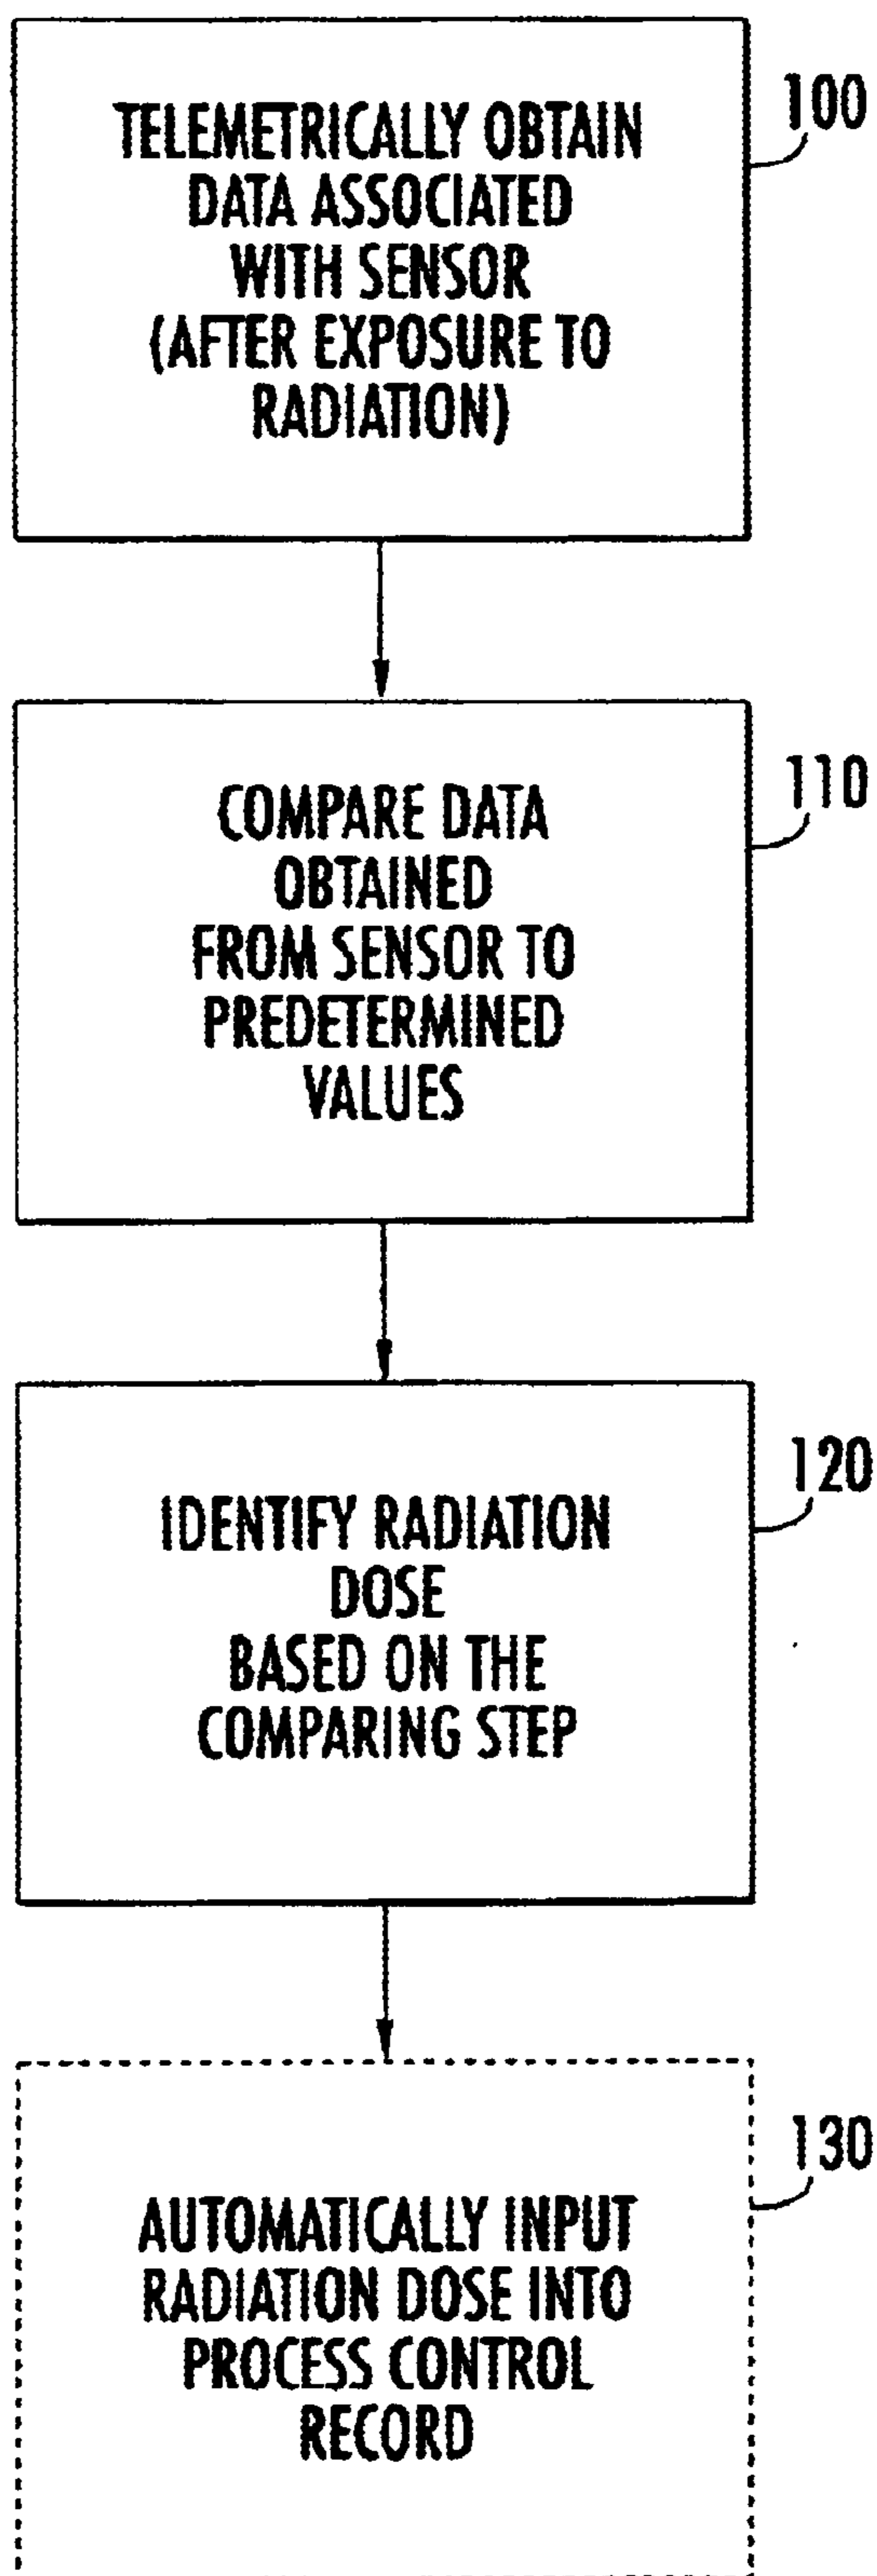 TELEMETRICALLY OBTAIN
DATA ASSOCIATED
WITH SENSOR
(AFTER EXPOSURE TO
RADIATION)
100
COMPARE DATA
OBTAINED
FROM SENSOR TO
PREDETERMINED
VALUES
110
IDENTIFY RADIATION
DOSE
BASED ON THE
COMPARING STEP
120
AUTOMATICALLY INPUT
RADIATION DOSE INTO
PROCESS CONTROL
RECORD
130